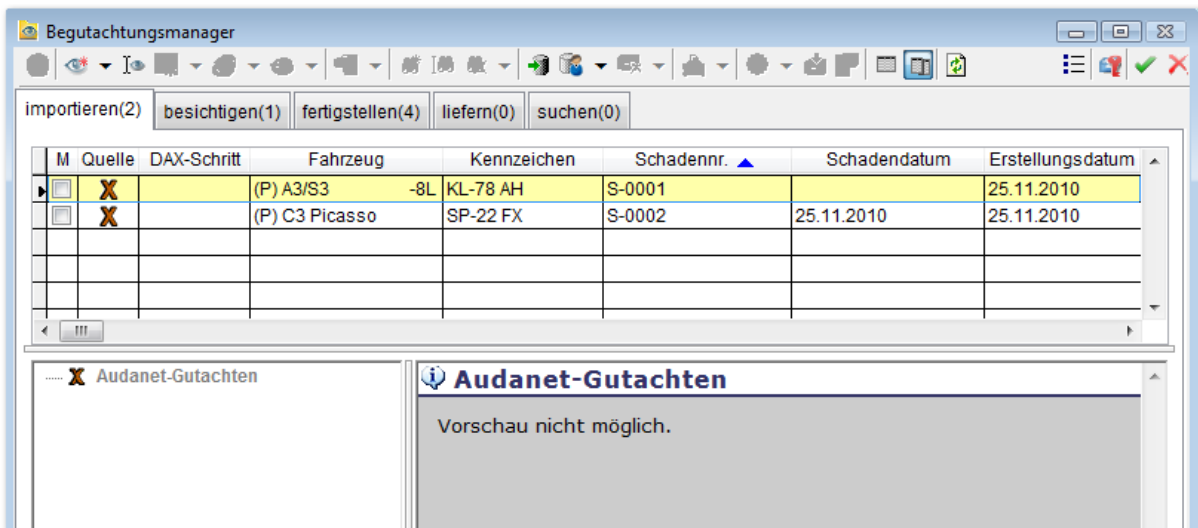 Begutachtungsmanager
importieren(2) besichtigen(1) fertigstellen(4) liefern(0) suchen(0)
M Quelle DAX-Schritt Fahrzeug Kennzeichen Schadennr. Schadendatum Erstellungsdatum
X (P) A3/S3 -8L KL-78 AH S-0001 25.11.2010
X (P) C3 Picasso SP-22 FX S-0002 25.11.2010 25.11.2010
X Audanet-Gutachten
Audanet-Gutachten
Vorschau nicht möglich.